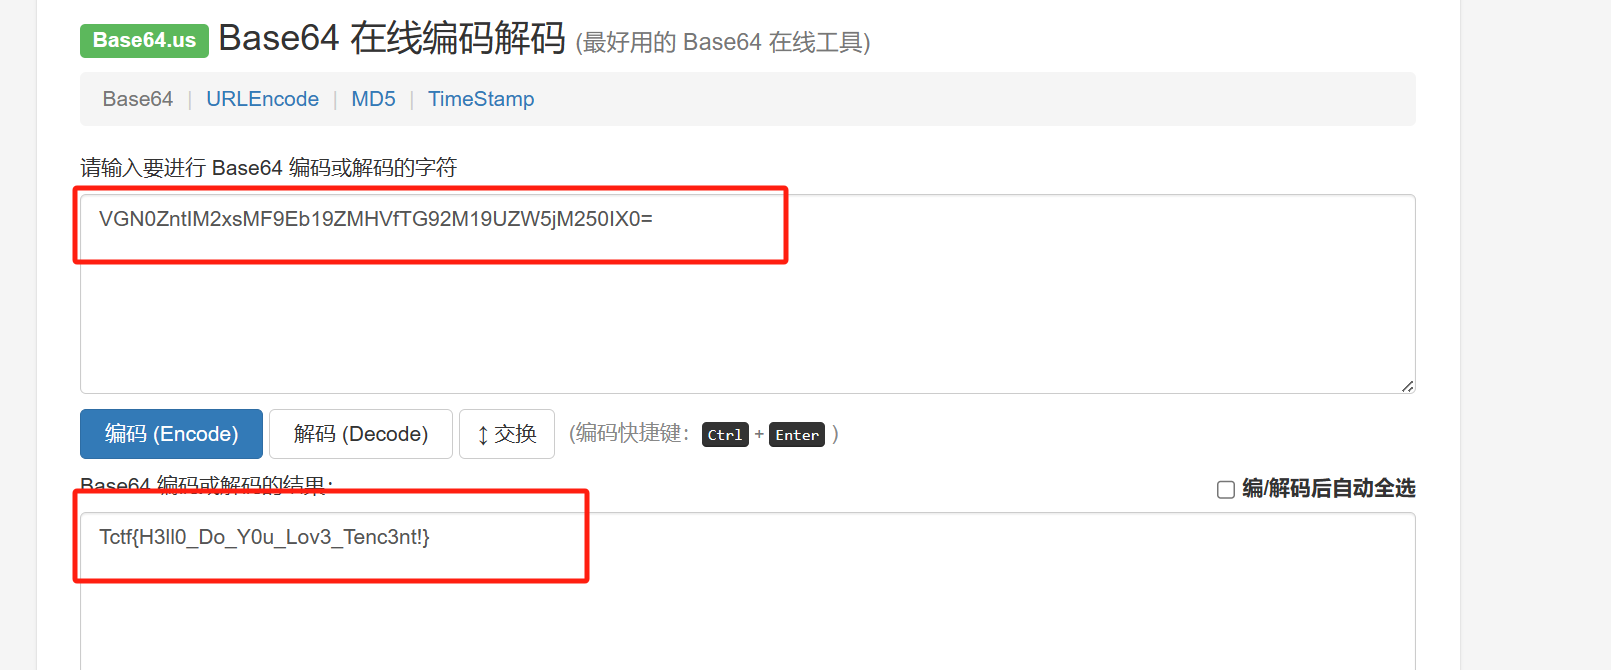 Base64.us Base64 在线编码解码 (最好用的 Base64 在线工具)
Base64 | URLEncode | MD5 | TimeStamp
请输入要进行 Base64 编码或解码的字符
VGN0ZntIM2xsMF9Eb19ZMHVfTG92M19UZW5jM250IX0=
编码 (Encode) 解码 (Decode) ↕ 交换 (编码快捷键: Ctrl + Enter )
Base64 编码或解码的结果: 编/解码后自动全选
Tctf{H3ll0_Do_Y0u_Lov3_Tenc3nt!}